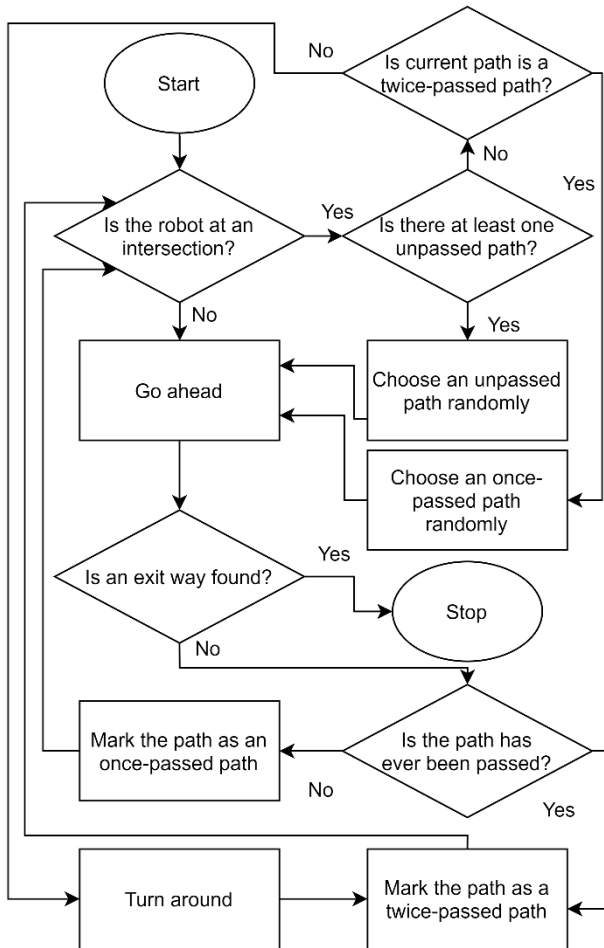 No
Is current path is a
twice-passed path?
Start
No
Yes
Is the robot at an
intersection?
Yes
Is there at least one
unpassed path?
No
Yes
Go ahead
Choose an unpassed
path randomly
Choose an once-
passed path
randomly
Is an exit way found?
Yes
Stop
No
Mark the path as an
once-passed path
Is the path has
ever been passed?
No
Yes
Turn around
Mark the path as a
twice-passed path